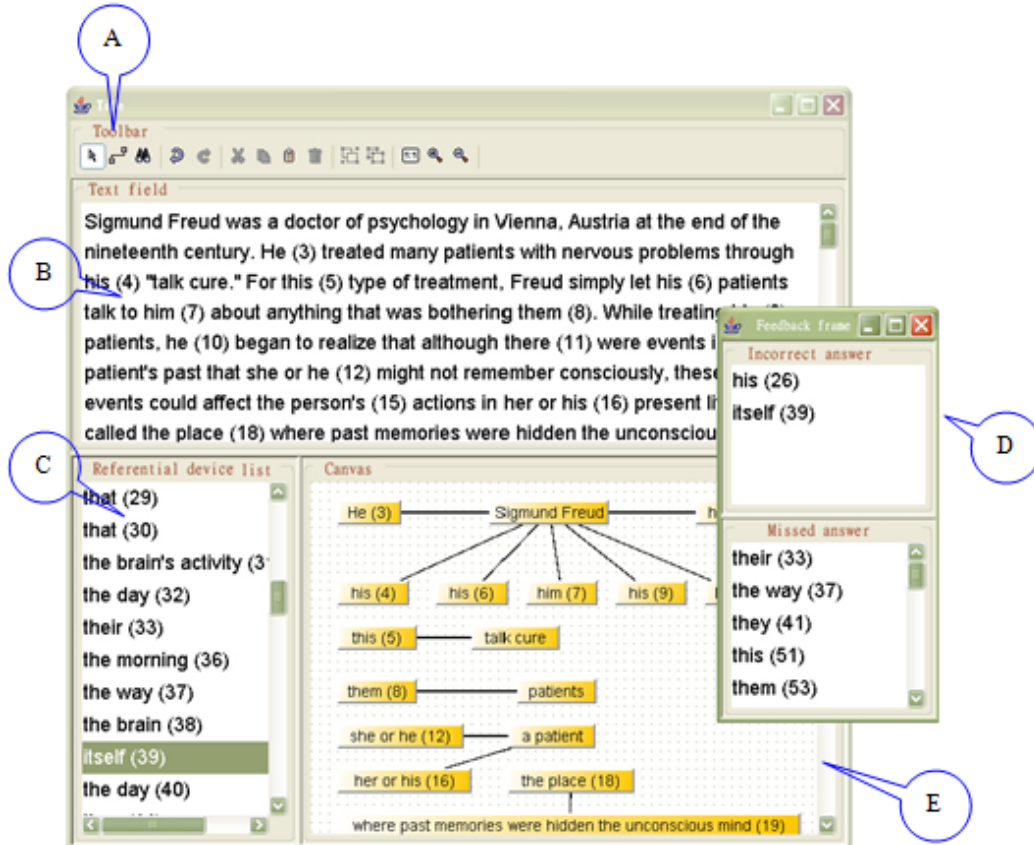 A
Toolbar
Text field
Sigmund Freud was a doctor of psychology in Vienna, Austria at the end of the
nineteenth century. He (3) treated many patients with nervous problems through
his (4) "talk cure." For this (5) type of treatment, Freud simply let his (6) patients
talk to him (7) about anything that was bothering them (8). While treating
patients, he (10) began to realize that although there (11) were events
patient's past that she or he (12) might not remember consciously, these
events could affect the person's (15) actions in her or his (16) present
called the place (18) where past memories were hidden the
B
Feedback frame
Incorrect answer
his (26)
itself (39)
D
Missed answer
their (33)
the way (37)
they (41)
this (51)
them (53)
C
Referential device list
that (29)
that (30)
the brain's activity
the day (32)
their (33)
the morning (36)
the way (37)
the brain (38)
itself (39)
the day (40)
Canvas
He (3) Sigmund Freud
his (4) his (6) him (7) his (9)
this (5) talk cure
them (8) patients
she or he (12) a patient
her or his (16) the place (18)
where past memories were hidden the unconscious mind (19)
E